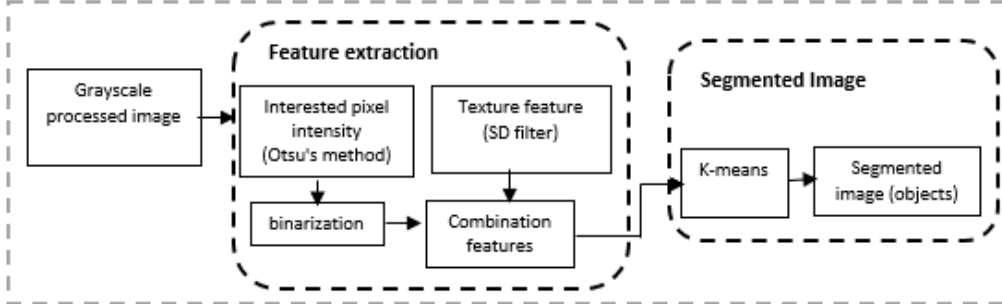 Feature extraction
Segmented Image
Grayscale
processed image
Interested pixel
intensity
(Otsu's method)
Texture feature
(SD filter)
binarization
Combination
features
K-means
Segmented
image (objects)